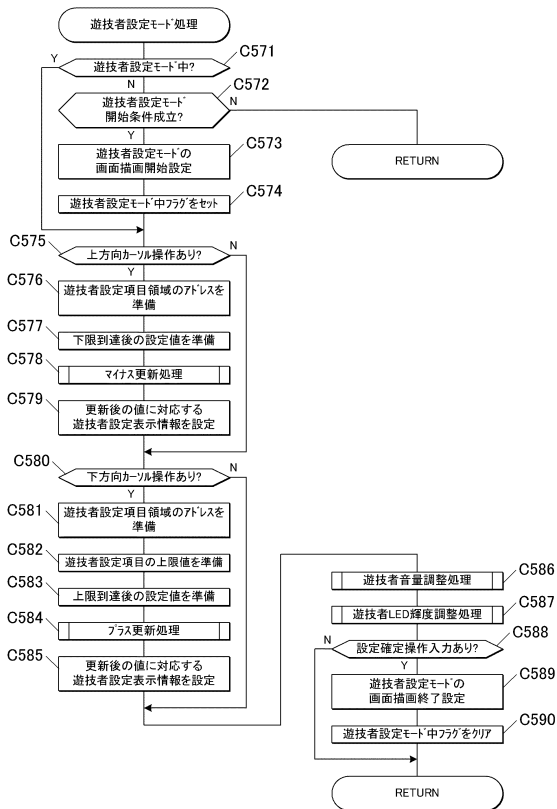 遊技者設定モード処理
C571
遊技者設定モード中?
Y
N
C572
遊技者設定モード
開始条件成立?
N
Y
C573
遊技者設定モードの
画面描画開始設定
RETURN
C574
遊技者設定モード中フラグをセット
C575
上方向カーソル操作あり?
N
Y
C576
遊技者設定項目領域のアドレスを
準備
C577
下限到達後の設定値を準備
C578
マイナス更新処理
C579
更新後の値に対応する
遊技者設定表示情報を設定
C580
下方向カーソル操作あり?
N
Y
C581
遊技者設定項目領域のアドレスを
準備
C582
遊技者設定項目の上限値を準備
C583
上限到達後の設定値を準備
C584
プラス更新処理
C585
更新後の値に対応する
遊技者設定表示情報を設定
C586
遊技者音量調整処理
C587
遊技者LED輝度調整処理
C588
設定確定操作入力あり?
N
Y
C589
遊技者設定モードの
画面描画終了設定
C590
遊技者設定モード中フラグをクリア
RETURN